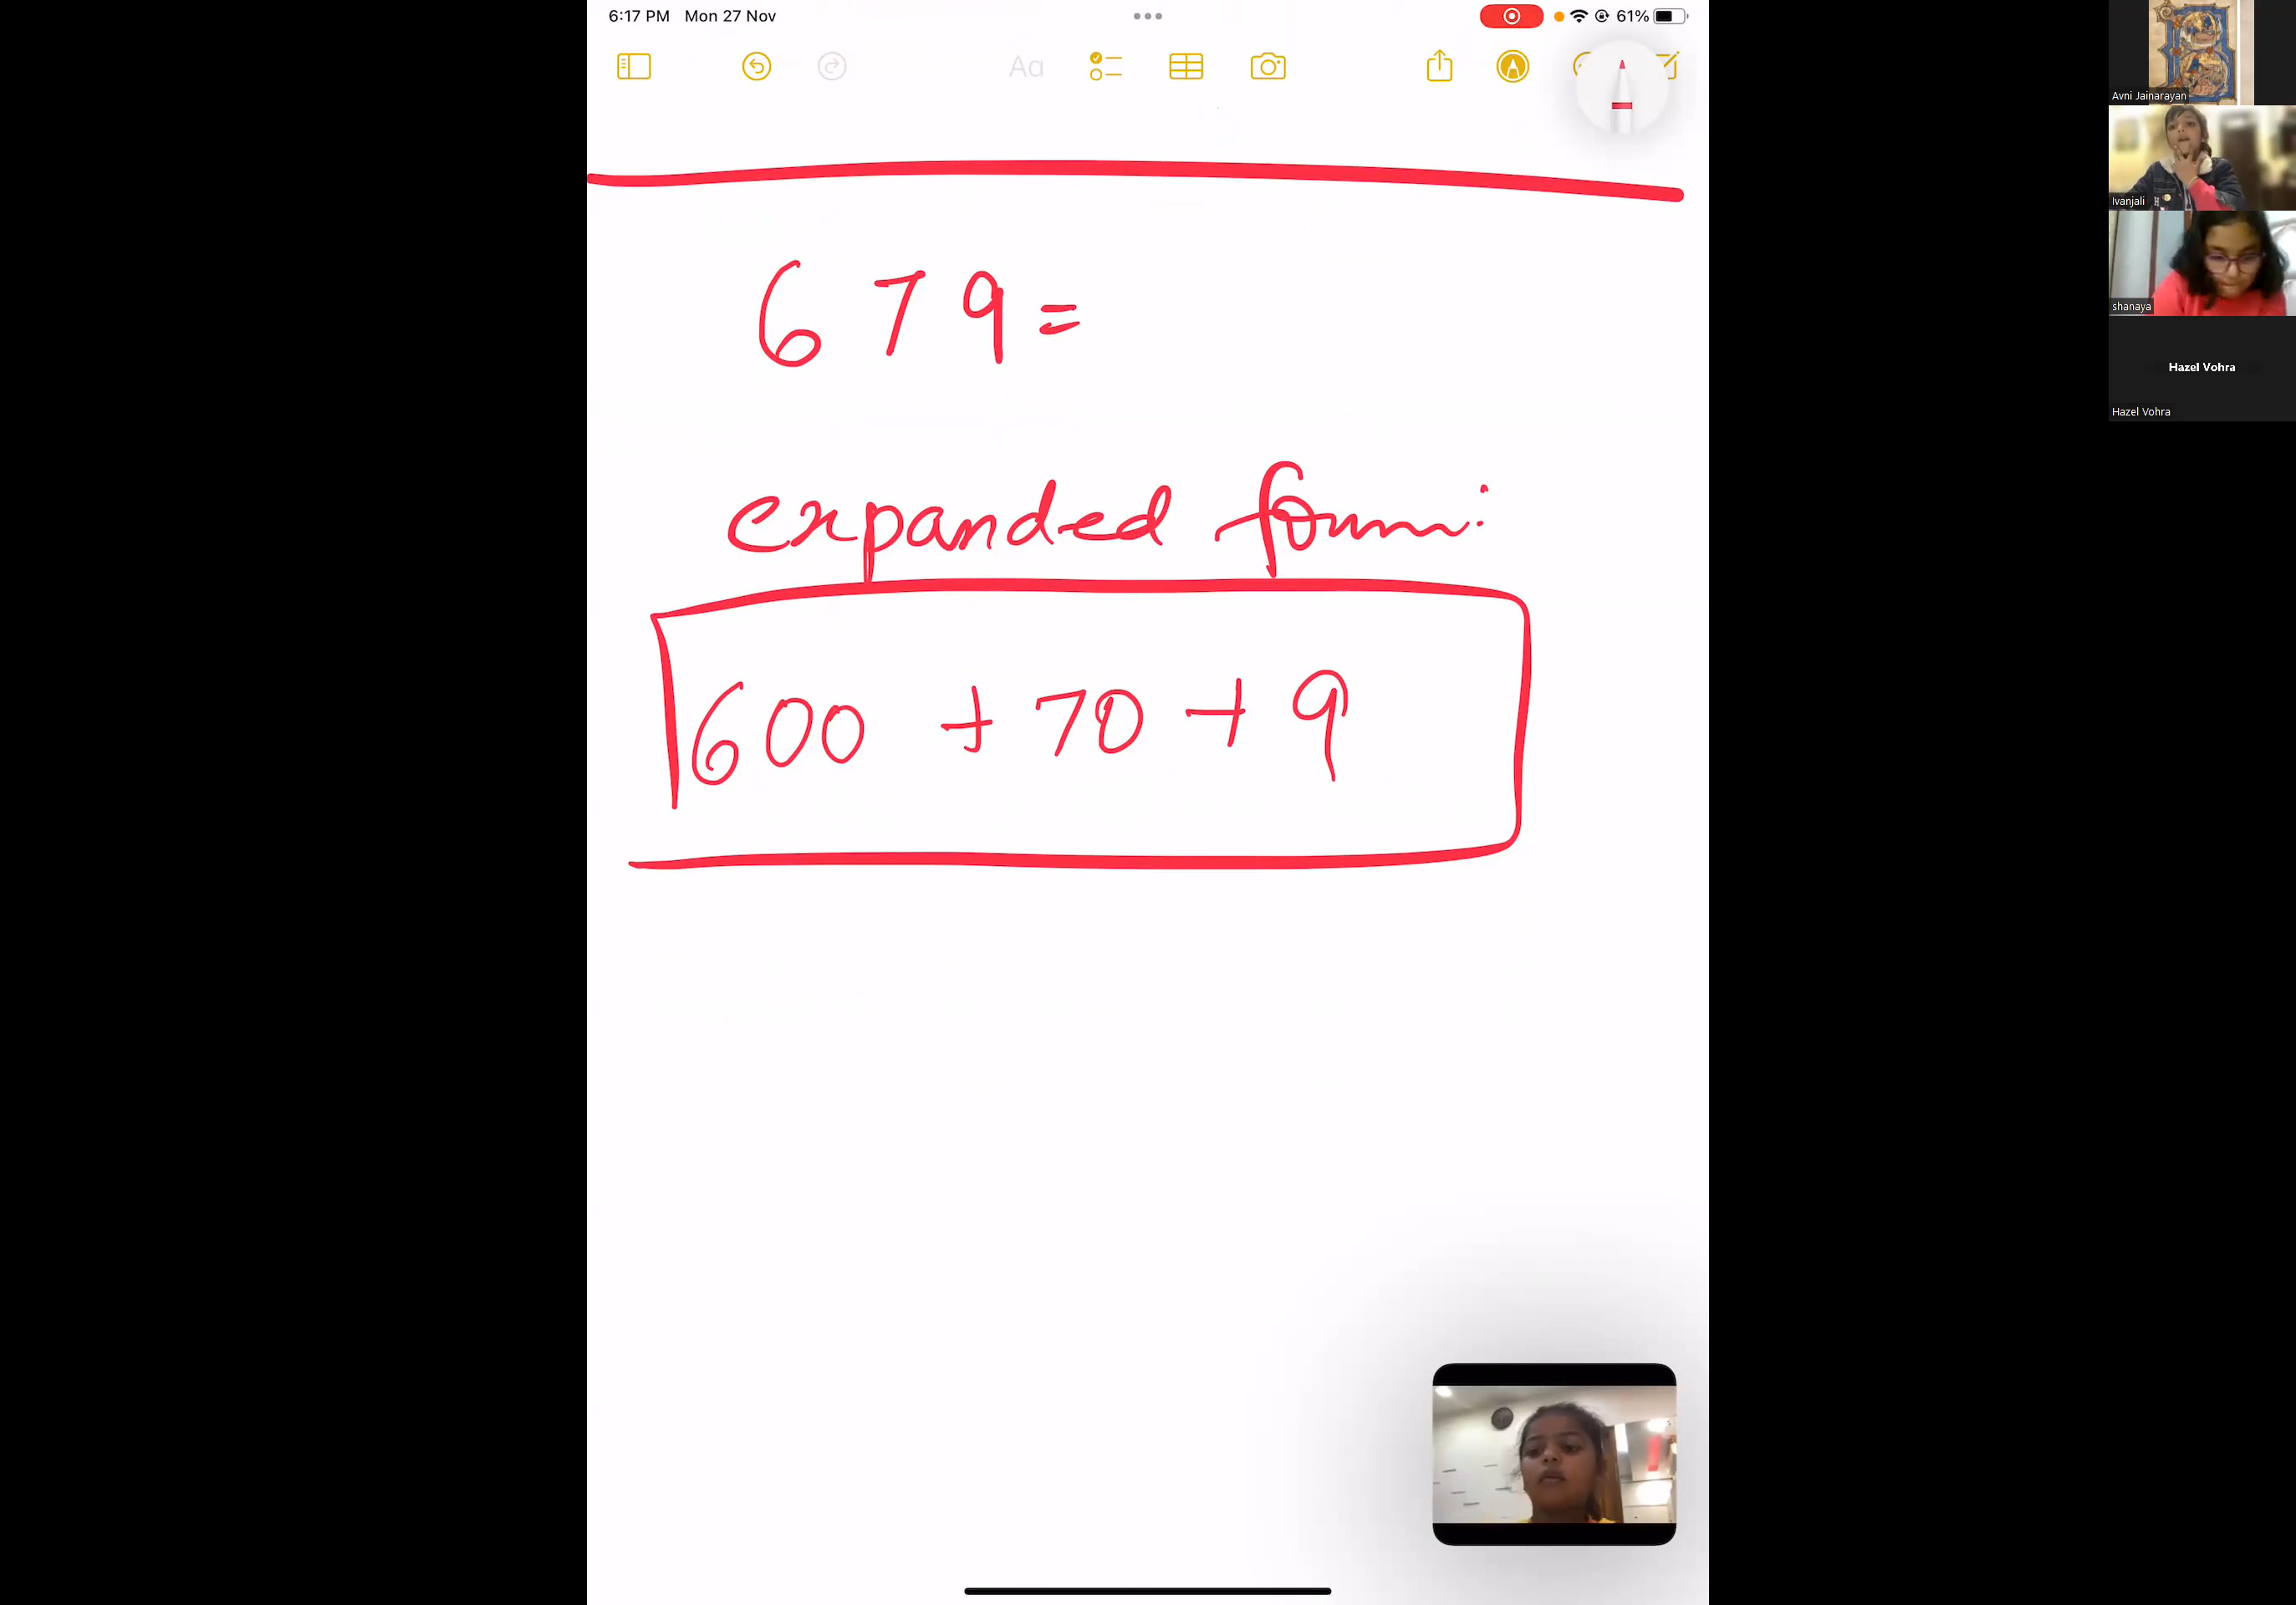 6:17 PM Mon 27 Nov
61%
Aa
Avni Jainarayan
Ivanjali
shanaya
Hazel Vohra
Hazel Vohra
679=
expanded form:
600 + 70 + 9